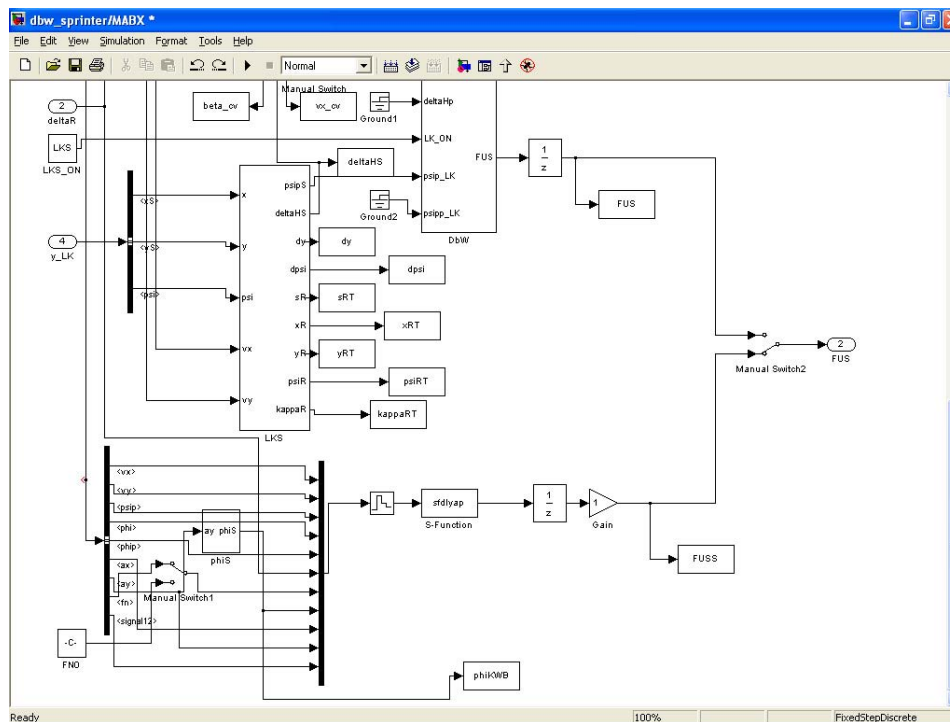 dbw_sprinter/MABX *
File Edit View Simulation Format Tools Help
Normal
2
deltaR
beta_cv
Manual Switch
vx_cv
Ground1
deltaHp
LKS
LKS_ON
LK_ON
FUS
1
z
deltaHS
psip_LK
FUS
Ground2
psipp_LK
DbW
x
y
psi
vx
vy
psipS
deltaHS
dy
dpsi
sR
xR
yR
psiR
kappaR
LKS
<xS>
<yS>
<psi>
4
y_LK
dy
dpsi
sRT
xRT
yRT
psiRT
kappaRT
Manual Switch2
2
FUS
<vx>
<vy>
<psip>
<phi>
<phip>
<ax>
<ay>
<fn>
<signal12>
ay phiS
phiS
Manual Switch1
-C-
FN0
sfdlyap
S-Function
1
z
1
Gain
FUSS
phiKWB
Ready
100%
FixedStepDiscrete